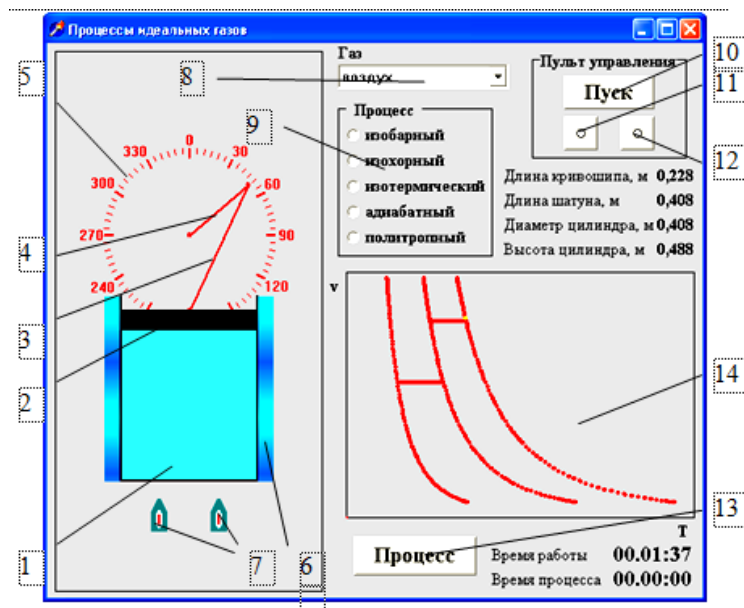 Процессы идеальных газов
Газ
воздух
Процесс
изобарный
изохорный
изотермический
адиабатный
политропный
Пульт управления
Пуск
Длина кривошипа, м 0,228
Длина шатуна, м 0,408
Диаметр цилиндра, м 0,408
Высота цилиндра, м 0,488
0
30
60
90
120
240
270
300
330
v
T
Процесс
Время работы 00.01:37
Время процесса 00.00:00
1
2
3
4
5
6
7
8
9
10
11
12
13
14